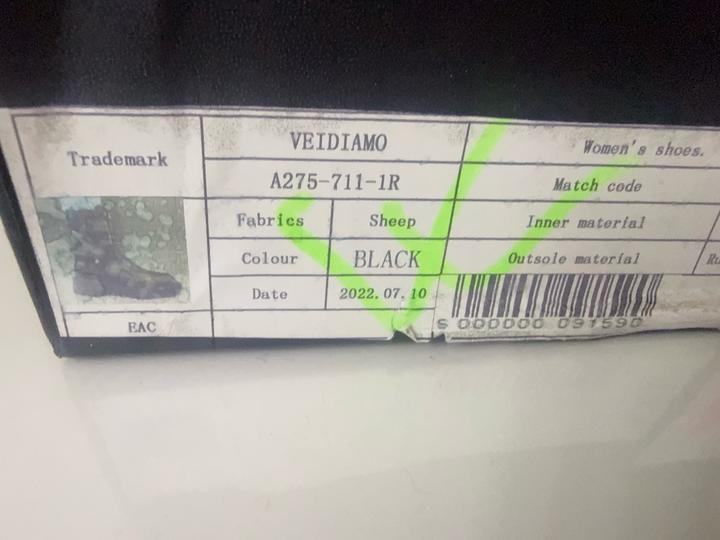 Trademark
VEIDIAMO
Women's shoes.
A275-711-1R
Match code
Fabrics
Sheep
Inner material
Colour
BLACK
Outsole material
Date
2022.07.10
000000 091590
EAC